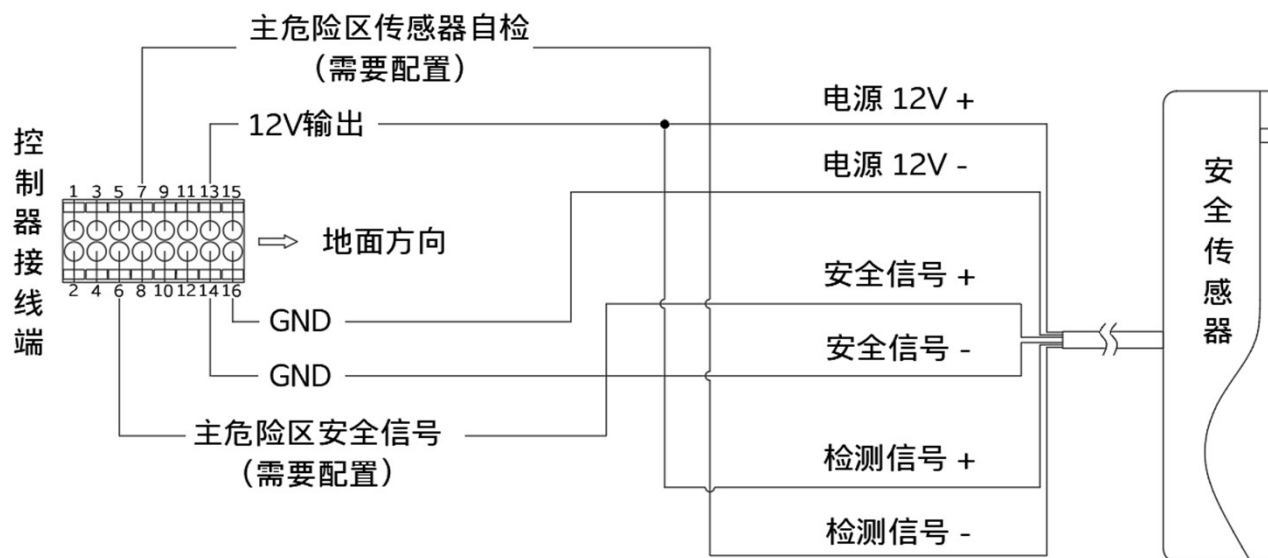 主危险区传感器自检
（需要配置）
12V输出
电源 12V +
电源 12V -
控制器接线端
1 3 5 7 9 11 13 15
2 4 6 8 10 12 14 16
地面方向
安全传感器
安全信号 +
GND
安全信号 -
GND
主危险区安全信号
（需要配置）
检测信号 +
检测信号 -